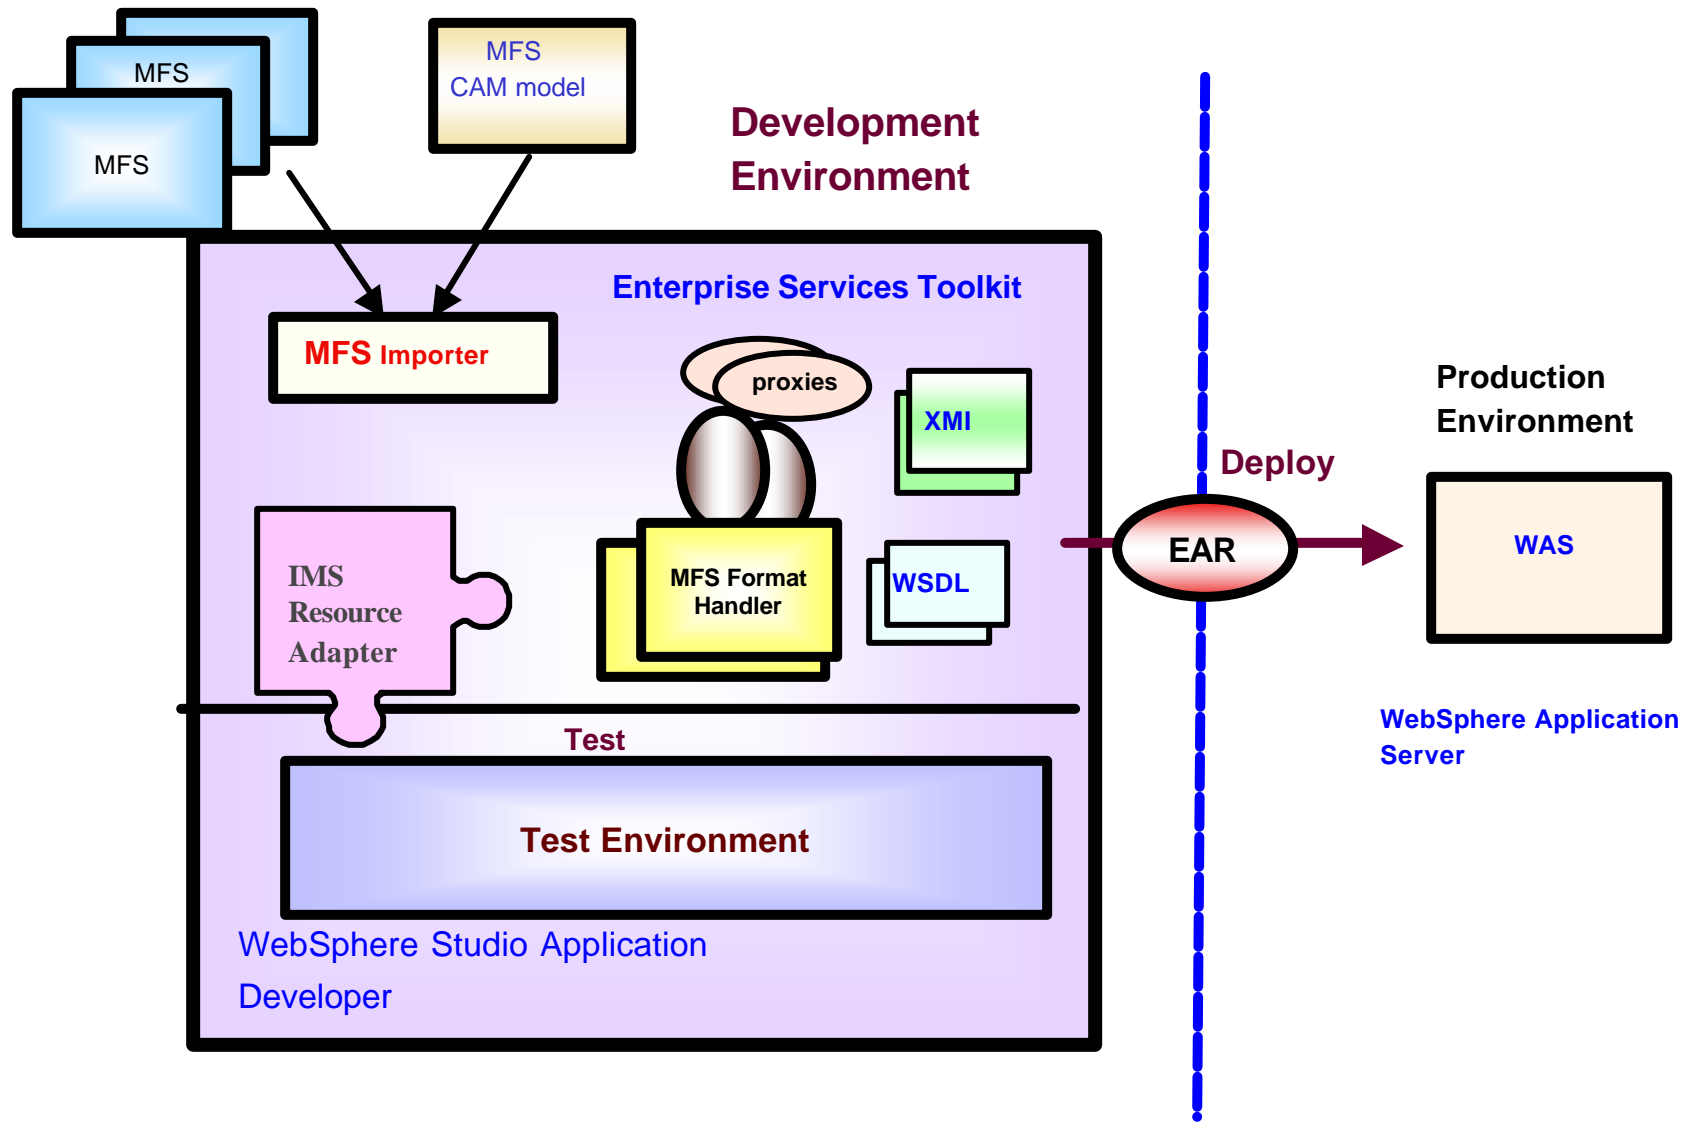 MFS
MFS
MFS
CAM model
Development
Environment
Enterprise Services Toolkit
MFS Importer
proxies
XMI
IMS
Resource
Adapter
MFS Format
Handler
WSDL
Deploy
EAR
Production
Environment
WAS
WebSphere Application
Server
Test
Test Environment
WebSphere Studio Application
Developer